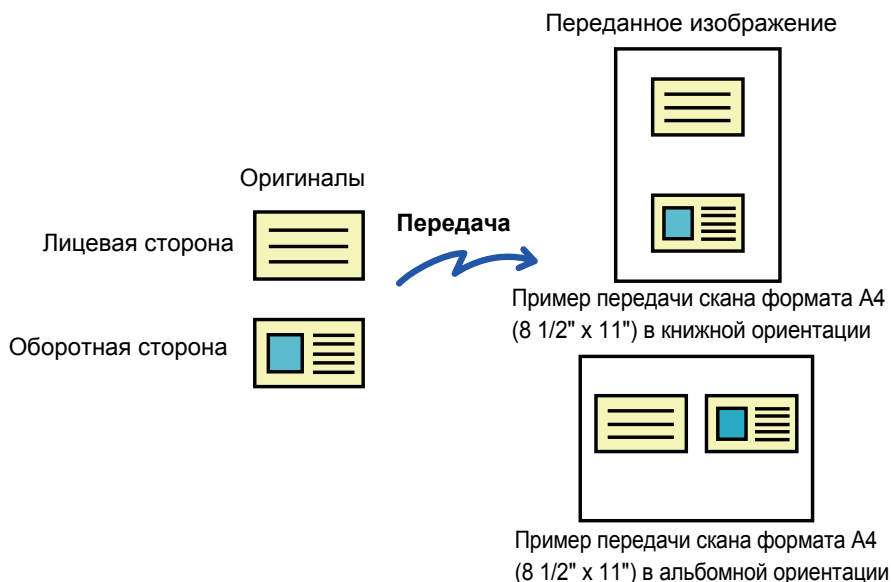 Переданное изображение
Оригиналы
Лицевая сторона
Передача
Оборотная сторона
Пример передачи скана формата A4
(8 1/2" x 11") в книжной ориентации
Пример передачи скана формата A4
(8 1/2" x 11") в альбомной ориентации